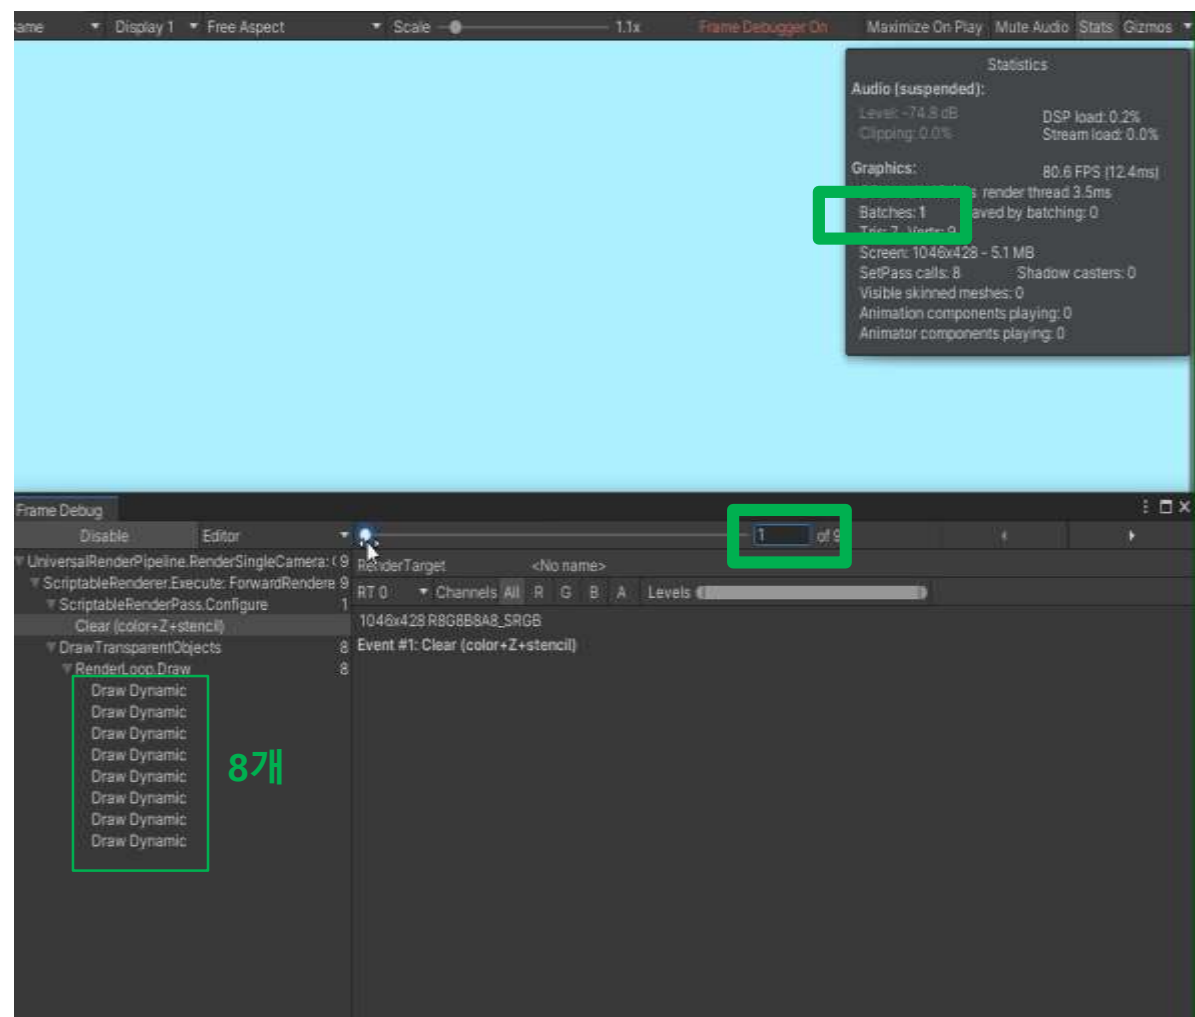 Display 1 Free Aspect Scale 1.1x Frame Debugger On Maximize On Play Mute Audio Stats Gizmos
Statistics
Audio (suspended):
Level: -74.8 dB DSP load: 0.2%
Clipping: 0.0% Stream load: 0.0%
Graphics: 80.6 FPS (12.4ms)
render thread 3.5ms
Batches: 1 aved by batching: 0
Tris: 7 Verts: 9
Screen: 1046x428 - 5.1 MB
SetPass calls: 8 Shadow casters: 0
Visible skinned meshes: 0
Animation components playing: 0
Animator components playing: 0
Frame Debug
Disable Editor 1 of 9
UniversalRenderPipeline.RenderSingleCamera: ( 9
RenderTarget <No name>
ScriptableRenderer.Execute: ForwardRendere 9
RT 0 Channels All R G B A Levels
ScriptableRenderPass.Configure 1
1046x428 R8G8B8A8_SRGB
Clear (color+Z+stencil)
DrawTransparentObjects 8
Event #1: Clear (color+Z+stencil)
RenderLoop.Draw 8
Draw Dynamic
Draw Dynamic
Draw Dynamic
Draw Dynamic
Draw Dynamic
Draw Dynamic
Draw Dynamic
Draw Dynamic
8개